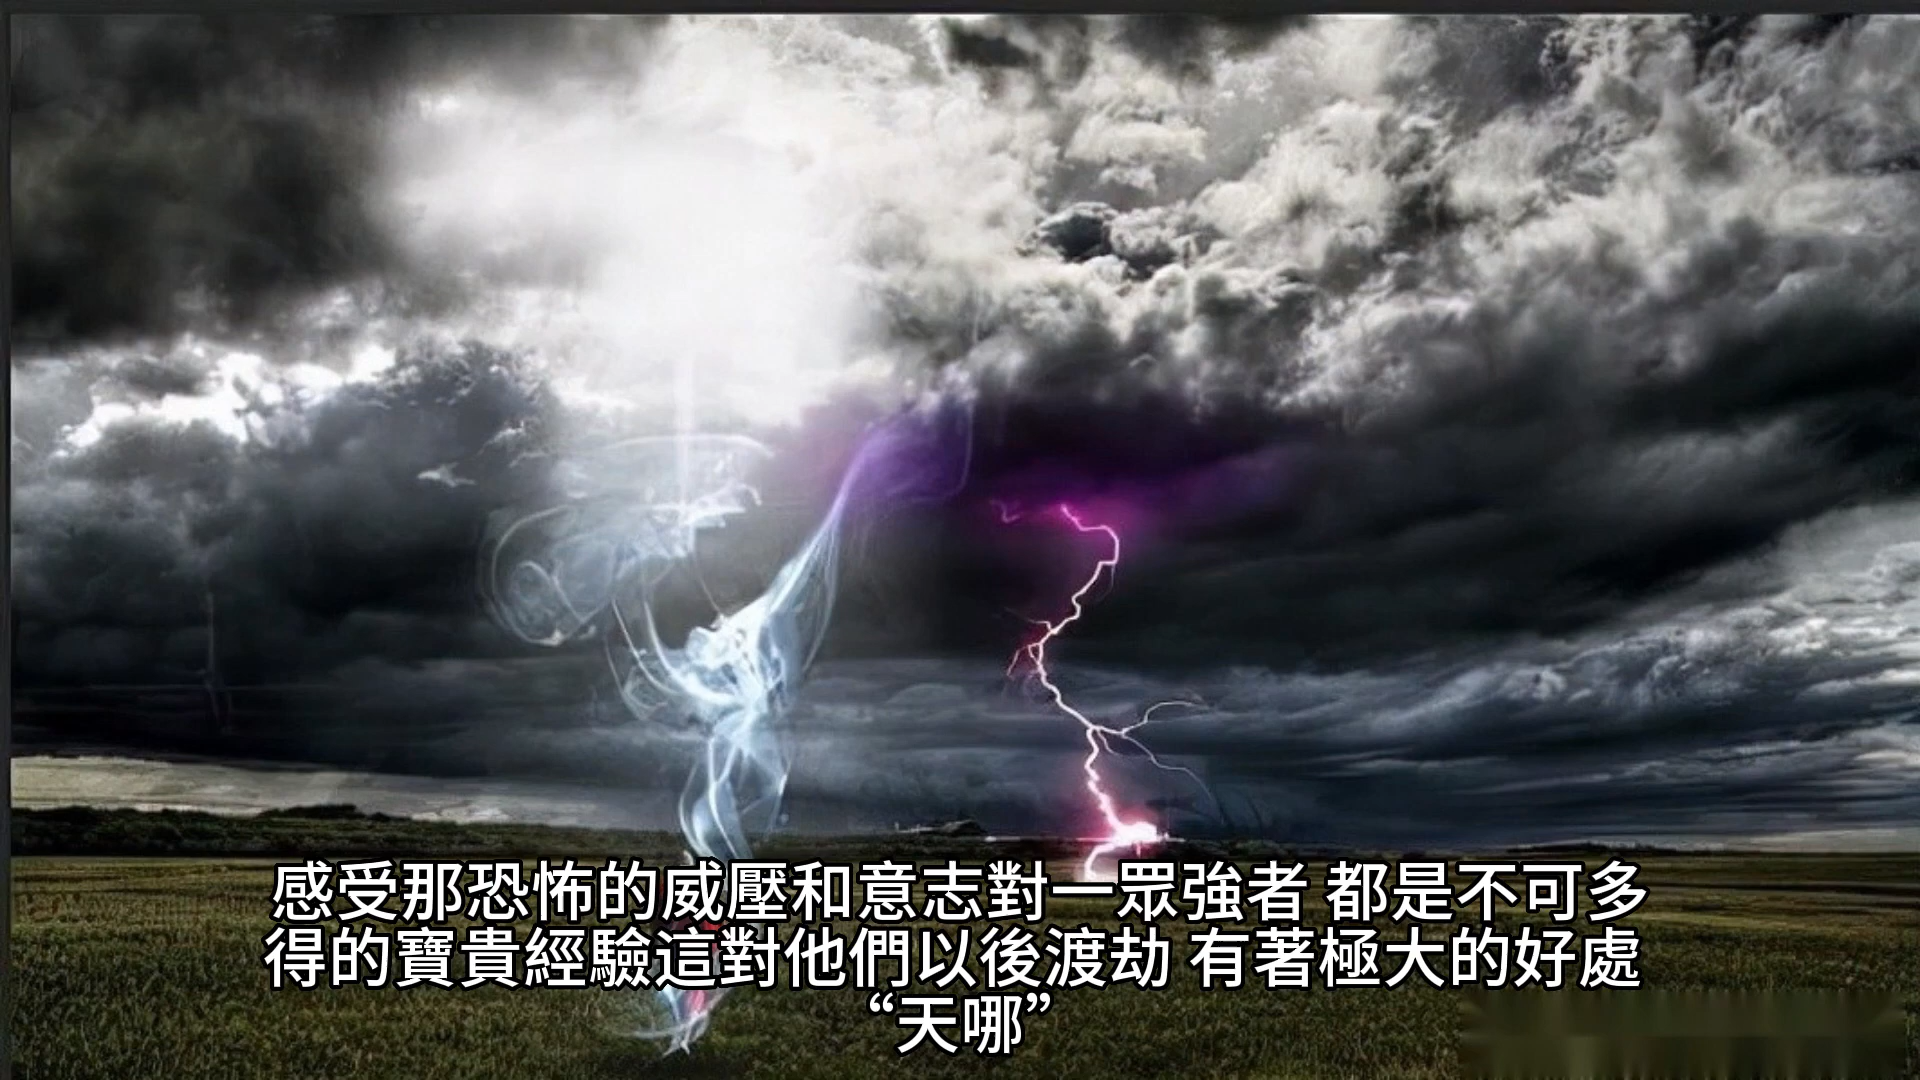 感受那恐怖的威壓和意志對一眾強者 都是不可多
得的寶貴經驗這對他們以後渡劫 有著極大的好處
“天哪”